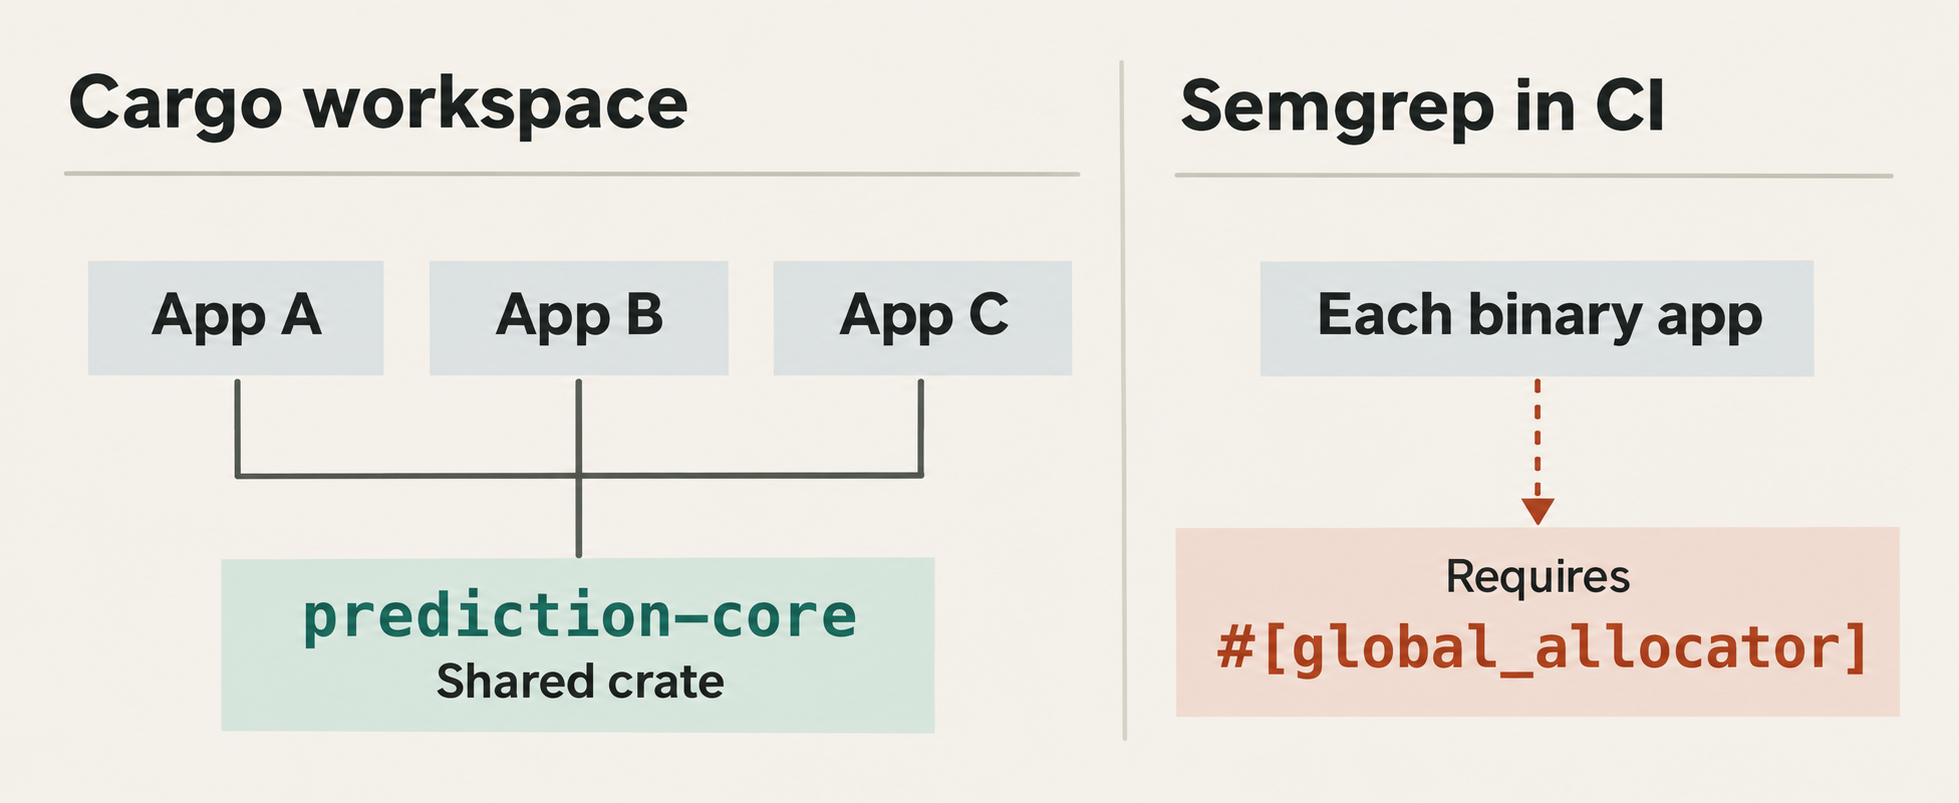 Cargo workspace
App A
App B
App C
prediction-core
Shared crate
Semgrep in CI
Each binary app
Requires
#[global_allocator]